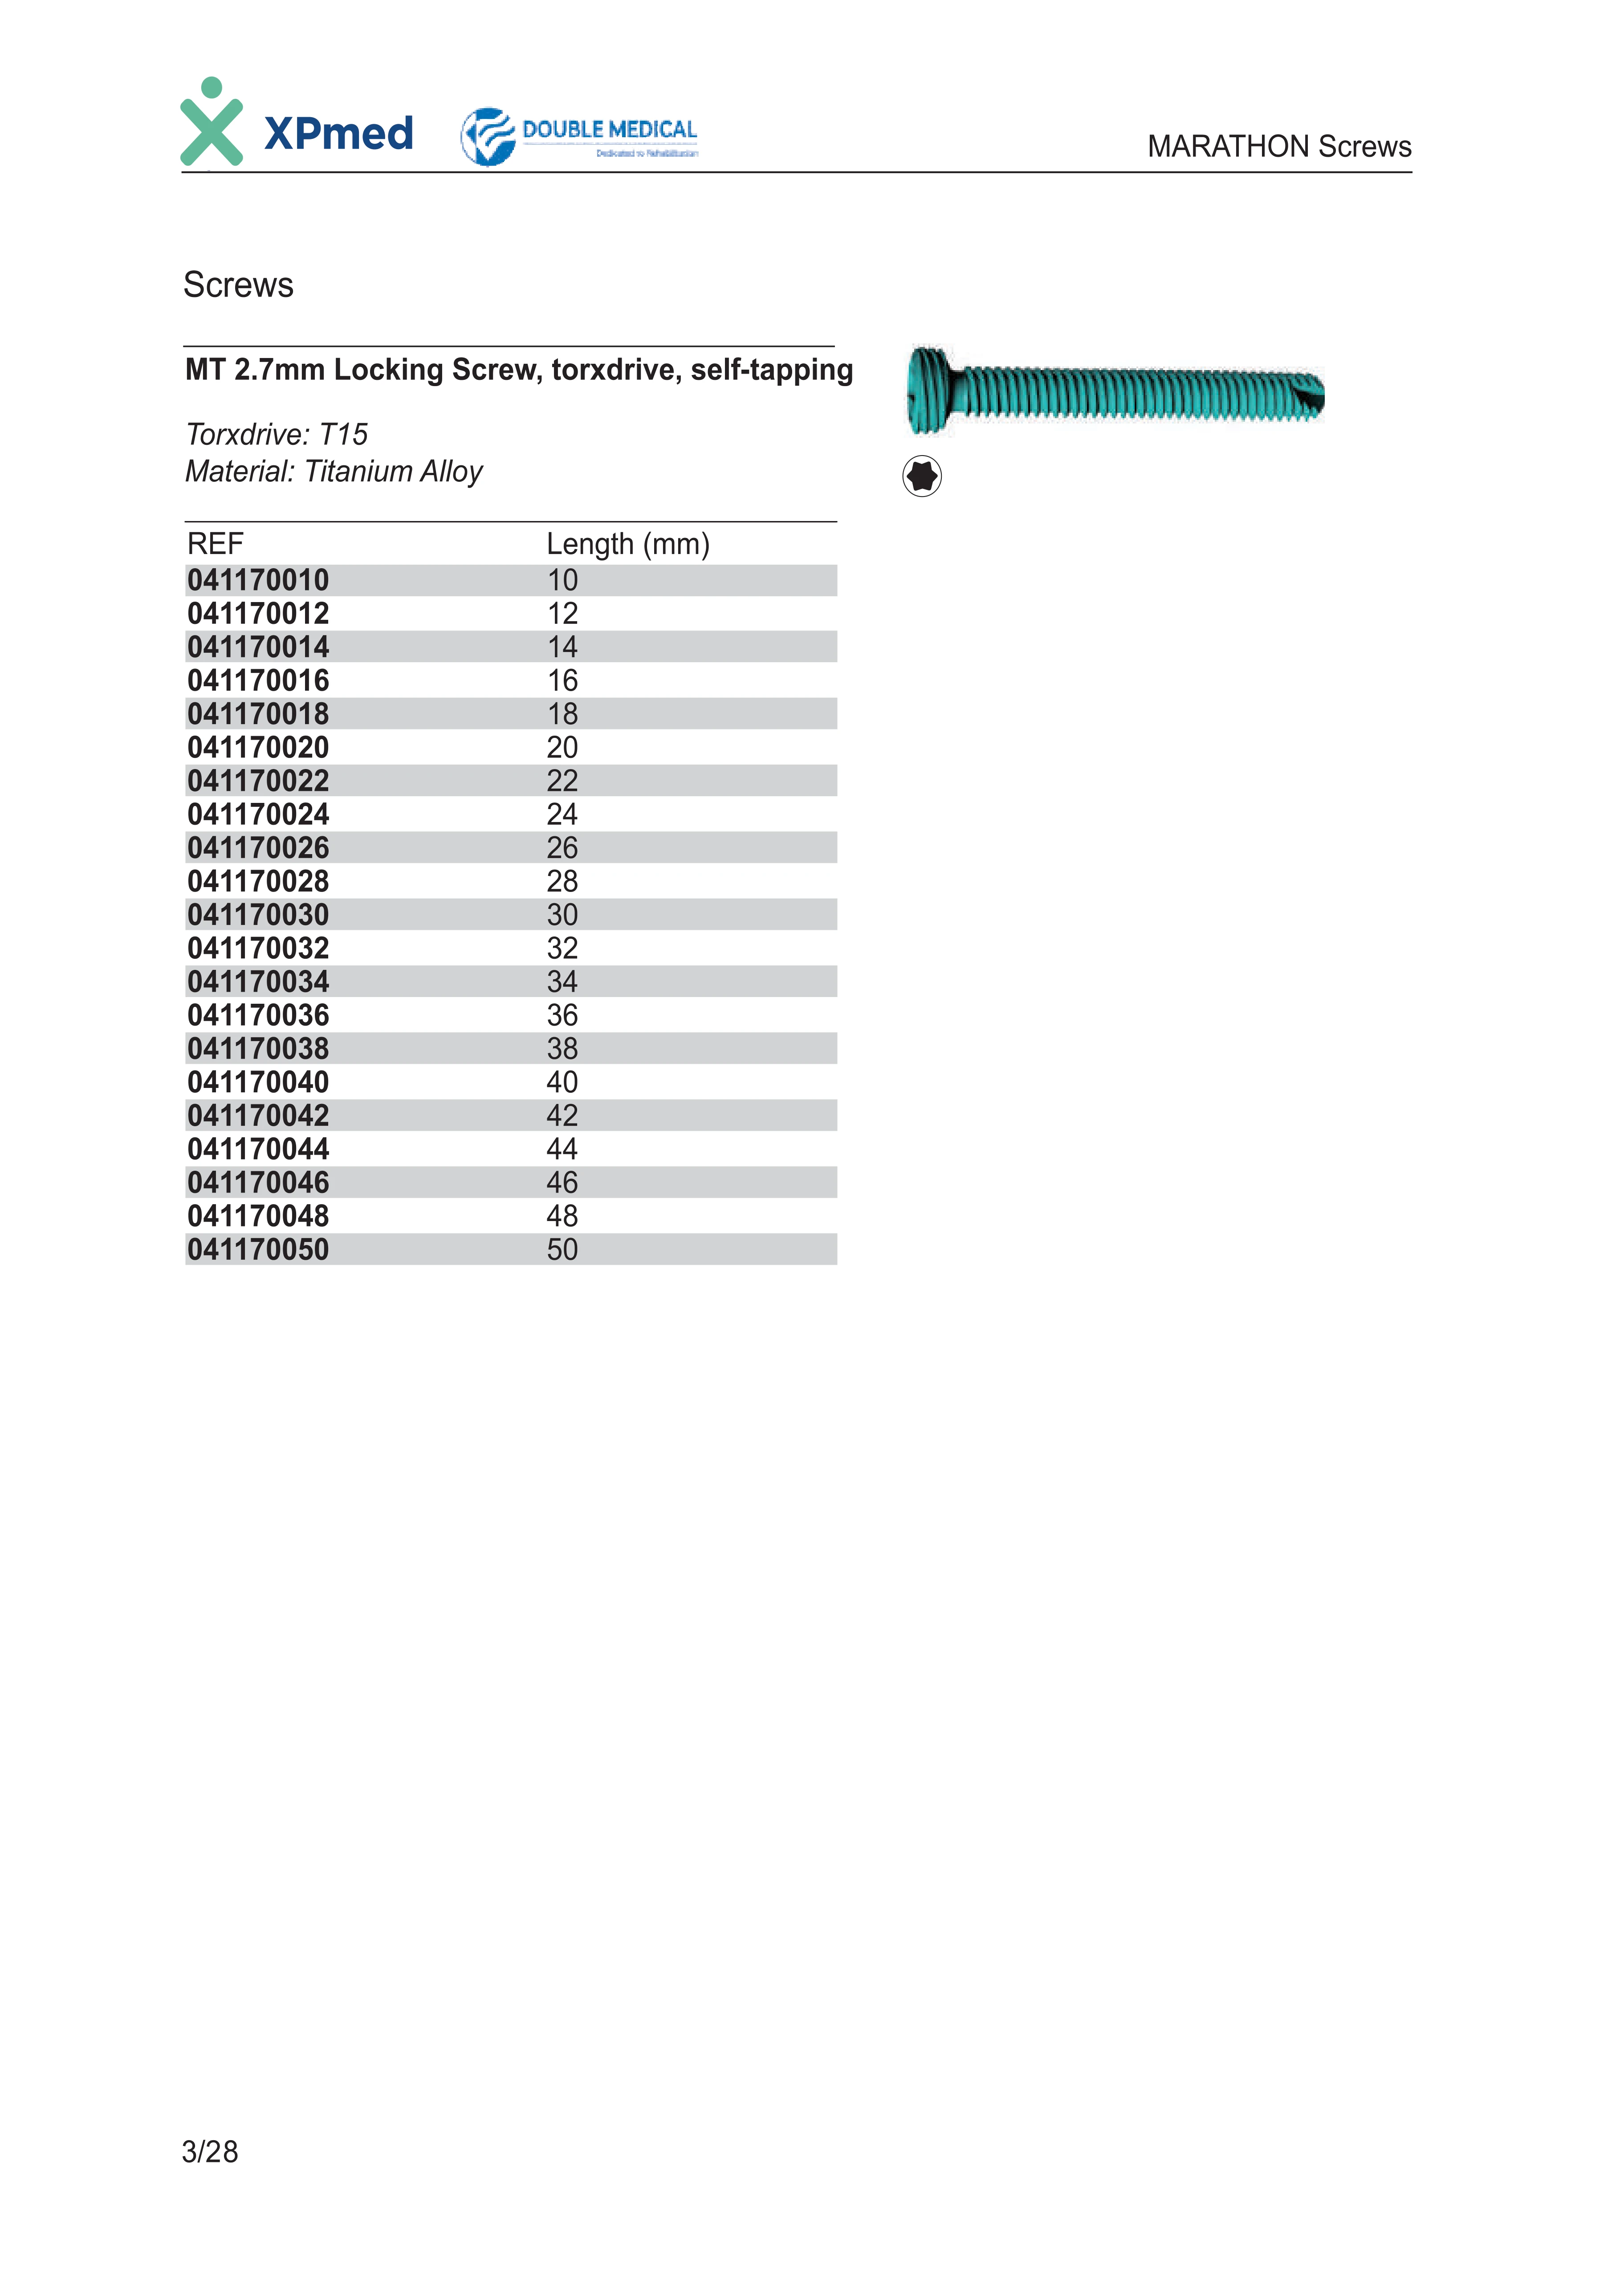 XPmed
DOUBLE MEDICAL
Dedicated to Rehabilitation
MARATHON Screws
Screws
MT 2.7mm Locking Screw, torxdrive, self-tapping
Torxdrive: T15
Material: Titanium Alloy
REF Length (mm)
041170010 10
041170012 12
041170014 14
041170016 16
041170018 18
041170020 20
041170022 22
041170024 24
041170026 26
041170028 28
041170030 30
041170032 32
041170034 34
041170036 36
041170038 38
041170040 40
041170042 42
041170044 44
041170046 46
041170048 48
041170050 50
3/28